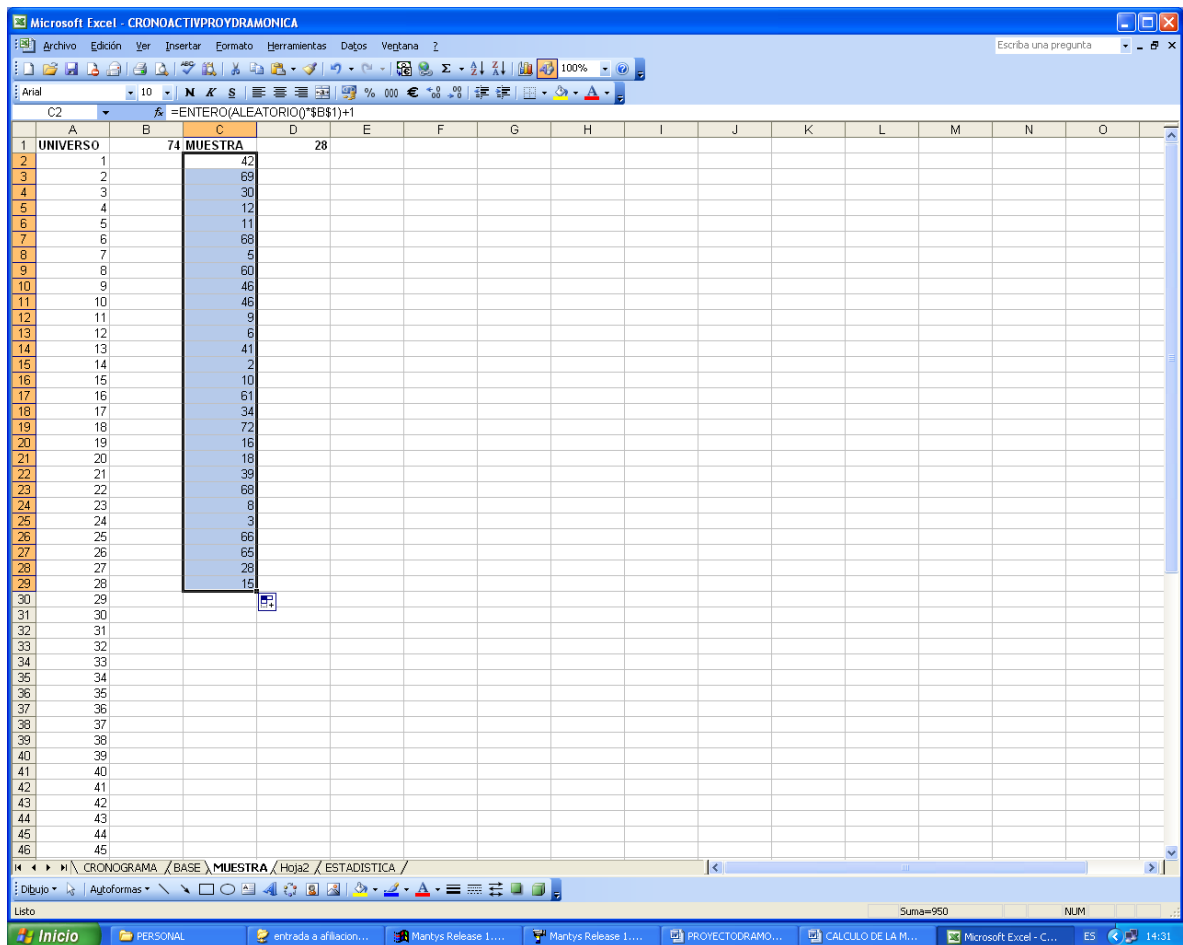 Microsoft Excel - CRONOACTIVPROYDRAMONICA
Archivo Edición Ver Insertar Formato Herramientas Datos Ventana ? Escriba una pregunta
100%
Arial 10 N K S % 000 €
C2 fx =ENTERO(ALEATORIO()*$B$1)+1
A B C D E F G H I J K L M N O
1 UNIVERSO 74 MUESTRA 28
2 1 42
3 2 69
4 3 30
5 4 12
6 5 11
7 6 68
8 7 5
9 8 60
10 9 46
11 10 46
12 11 9
13 12 6
14 13 41
15 14 2
16 15 10
17 16 61
18 17 34
19 18 72
20 19 16
21 20 18
22 21 39
23 22 68
24 23 8
25 24 3
26 25 66
27 26 65
28 27 28
29 28 15
30 29
31 30
32 31
33 32
34 33
35 34
36 35
37 36
38 37
39 38
40 39
41 40
42 41
43 42
44 43
45 44
46 45
CRONOGRAMA / BASE \ MUESTRA / Hoja2 / ESTADISTICA /
Dibujo Autoformas
Listo Suma=950 NUM
Inicio PERSONAL entrada a afiliacion... Mantys Release 1.... Mantys Release 1.... PROYECTODRAMO... CALCULO DE LA M... Microsoft Excel - C... ES 14:31